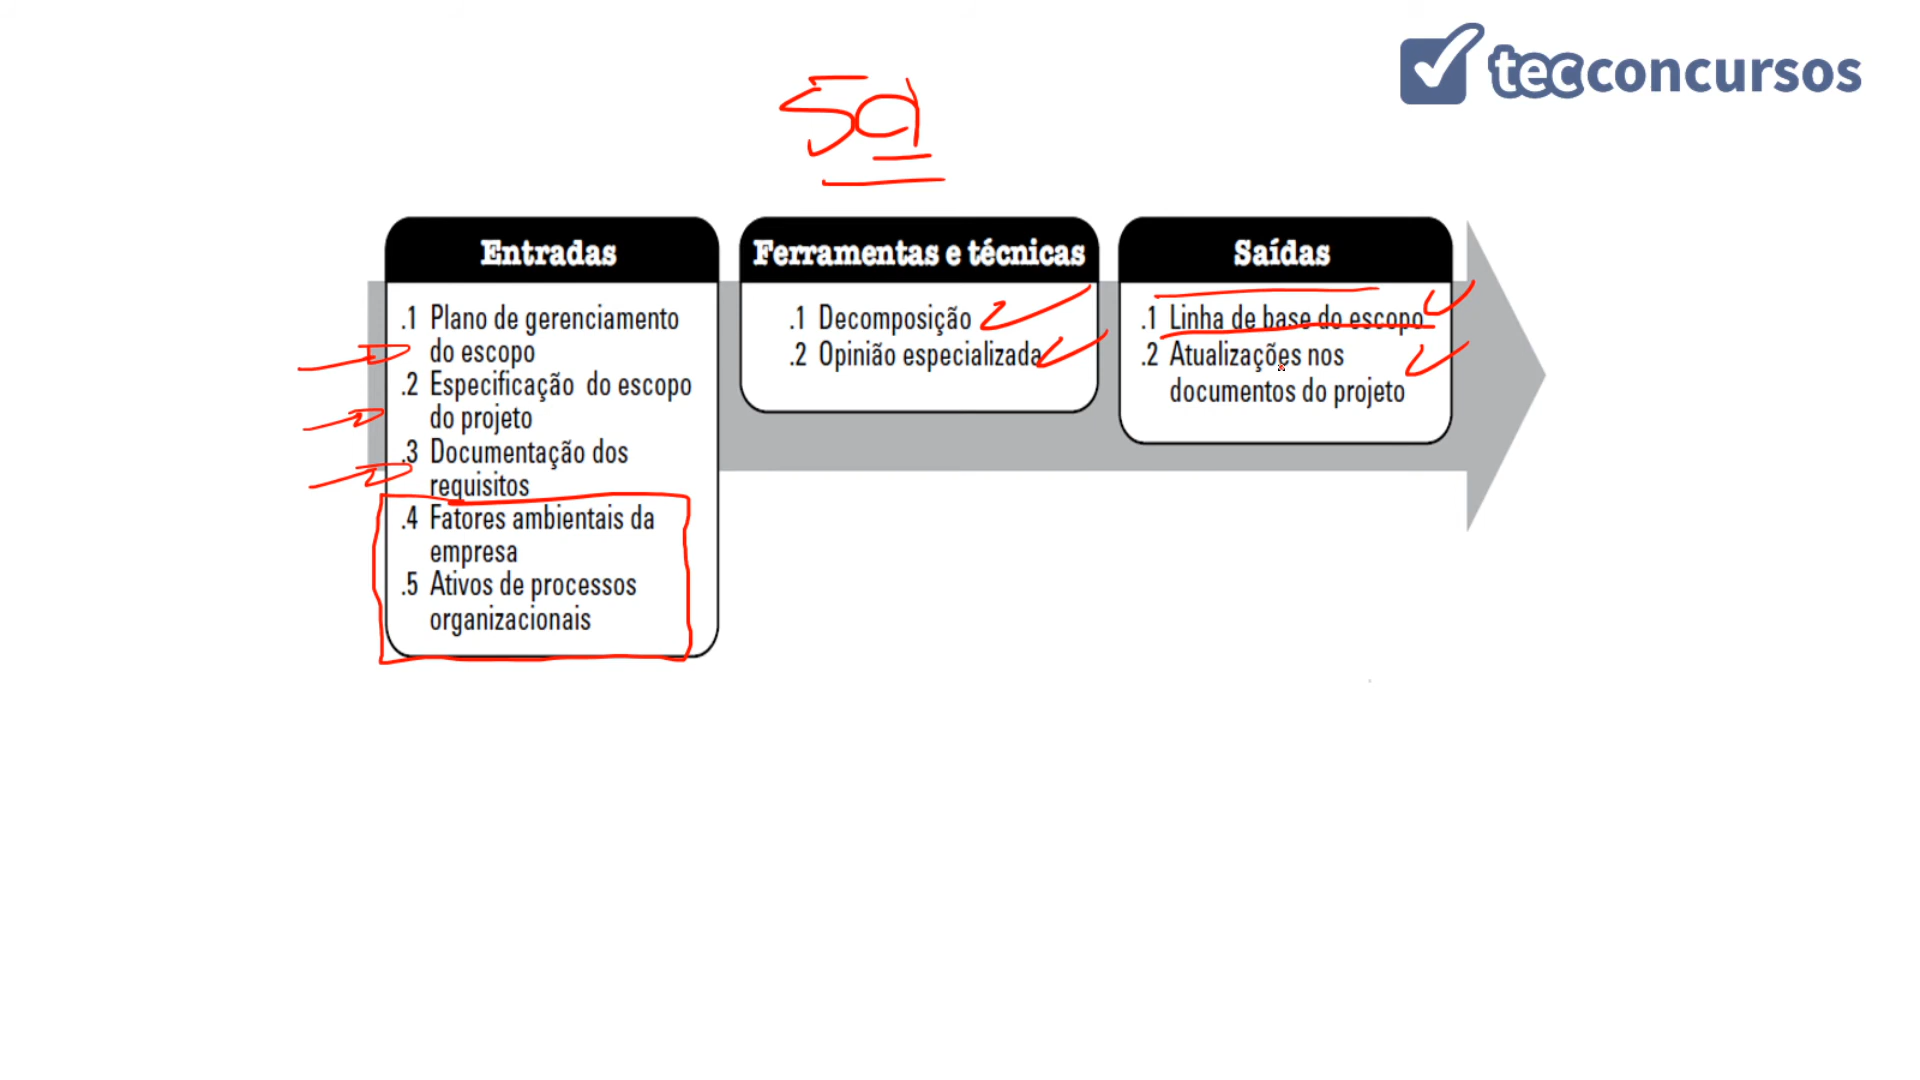 tecconcursos
5a
Entradas
.1 Plano de gerenciamento
do escopo
.2 Especificação do escopo
do projeto
.3 Documentação dos
requisitos
.4 Fatores ambientais da
empresa
.5 Ativos de processos
organizacionais
Ferramentas e técnicas
.1 Decomposição
.2 Opinião especializada
Saídas
.1 Linha de base do escopo
.2 Atualizações nos
documentos do projeto